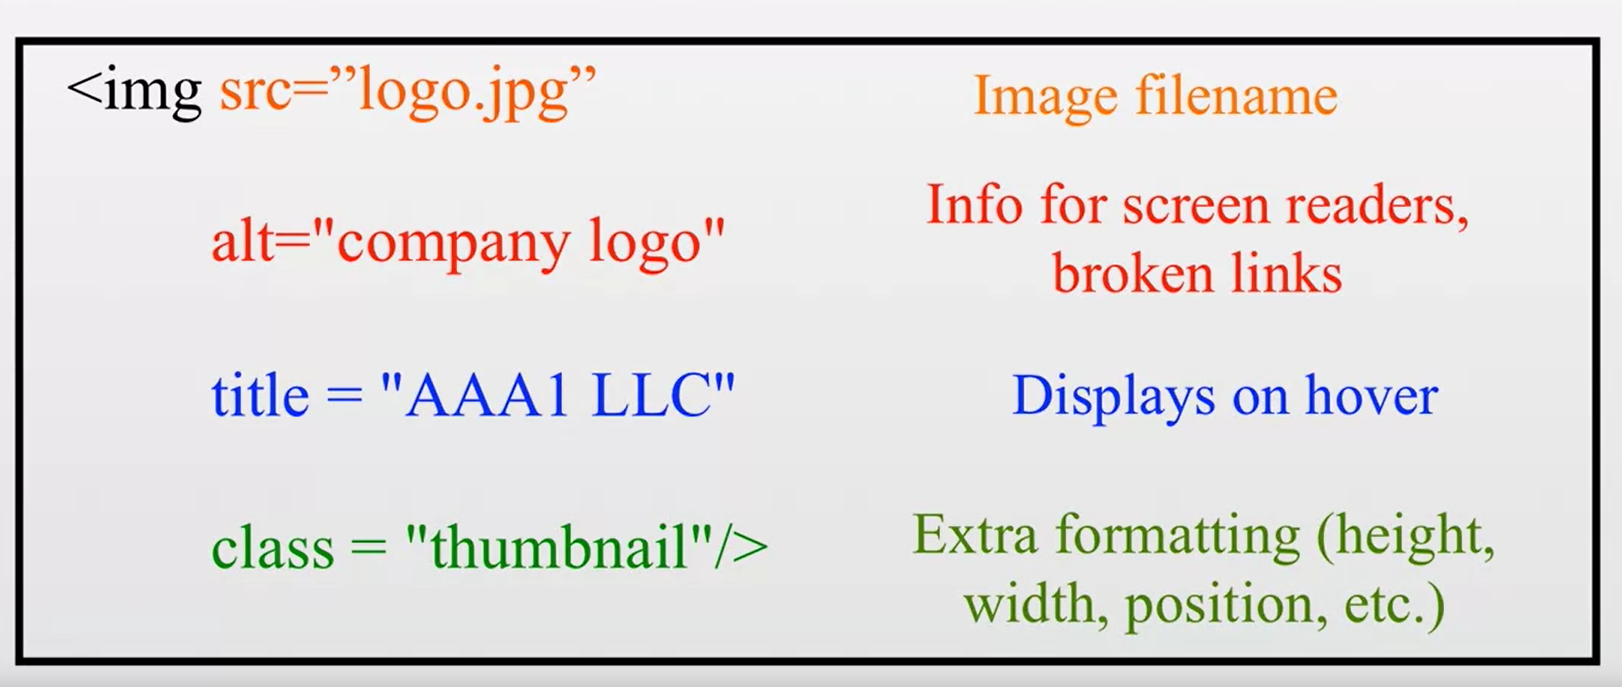 <img src=”logo.jpg”
Image filename
alt="company logo"
Info for screen readers,
broken links
title = "AAA1 LLC"
Displays on hover
class = "thumbnail"/>
Extra formatting (height,
width, position, etc.)